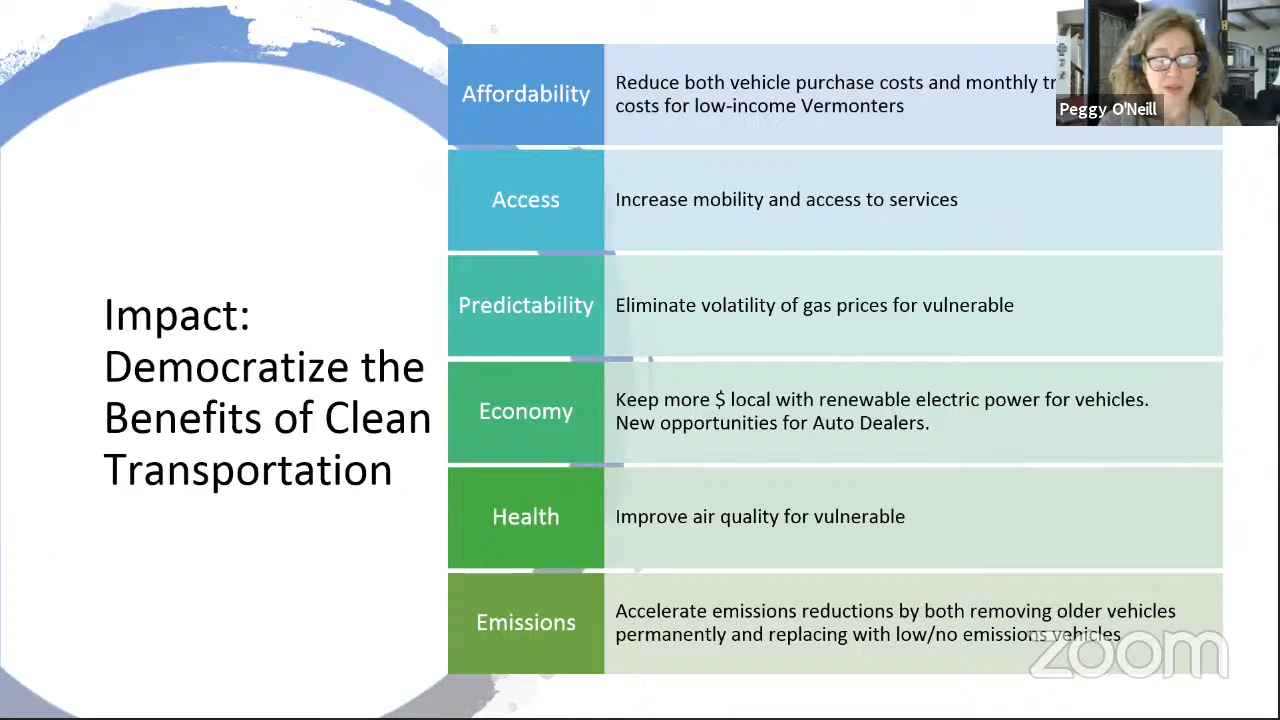 Impact:
Democratize the
Benefits of Clean
Transportation
Affordability
Reduce both vehicle purchase costs and monthly
costs for low-income Vermonters
Access
Increase mobility and access to services
Predictability
Eliminate volatility of gas prices for vulnerable
Economy
Keep more $ local with renewable electric power for vehicles.
New opportunities for Auto Dealers.
Health
Improve air quality for vulnerable
Emissions
Accelerate emissions reductions by both removing older vehicles
permanently and replacing with low/no emissions vehicles
Peggy O'Neill
zoom